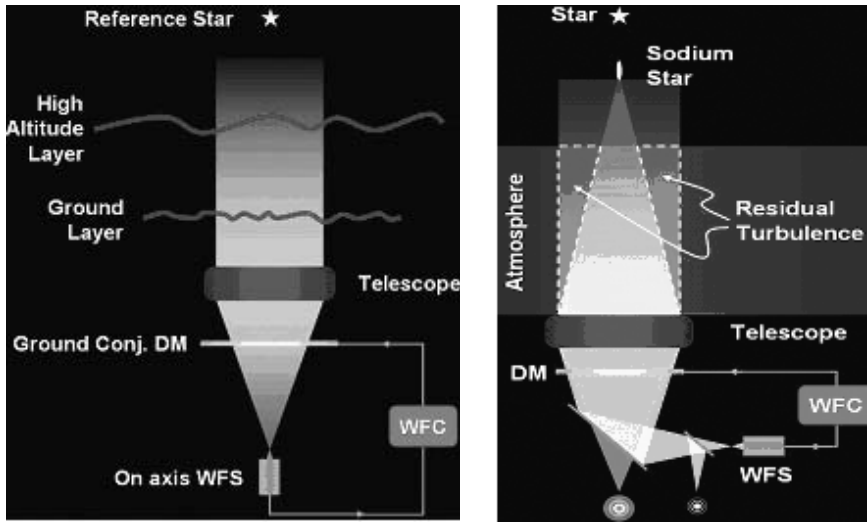 Reference Star
High
Altitude
Layer
Ground
Layer
Telescope
Ground Conj. DM
WFC
On axis WFS
Star
Sodium
Star
Atmosphere
Residual
Turbulence
Telescope
DM
WFC
WFS